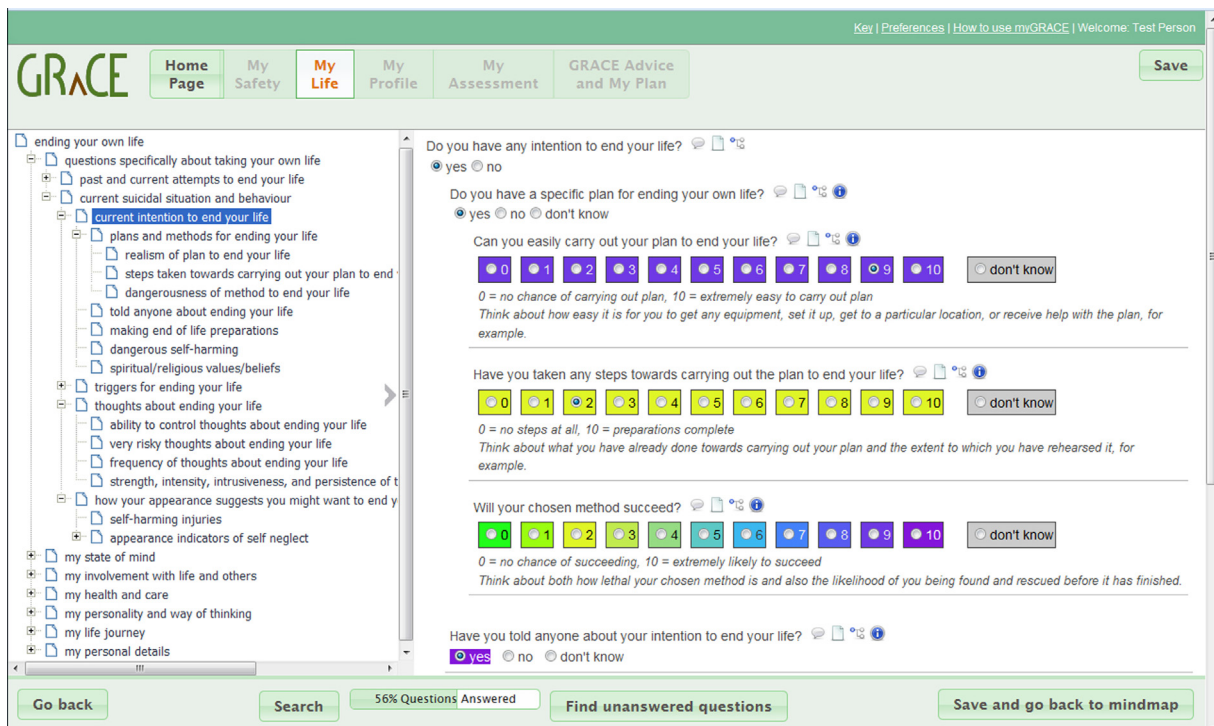 Key | Preferences | How to use myGRACE | Welcome: Test Person
GRACE
Home Page
My Safety
My Life
My Profile
My Assessment
GRACE Advice and My Plan
Save
ending your own life
questions specifically about taking your own life
past and current attempts to end your life
current suicidal situation and behaviour
current intention to end your life
plans and methods for ending your life
realism of plan to end your life
steps taken towards carrying out your plan to end
dangerousness of method to end your life
told anyone about ending your life
making end of life preparations
dangerous self-harming
spiritual/religious values/beliefs
triggers for ending your life
thoughts about ending your life
ability to control thoughts about ending your life
very risky thoughts about ending your life
frequency of thoughts about ending your life
strength, intensity, intrusiveness, and persistence of t
how your appearance suggests you might want to end y
self-harming injuries
appearance indicators of self neglect
my state of mind
my involvement with life and others
my health and care
my personality and way of thinking
my life journey
my personal details
Do you have any intention to end your life?
yes no
Do you have a specific plan for ending your own life?
yes no don't know
Can you easily carry out your plan to end your life?
0 1 2 3 4 5 6 7 8 9 10 don't know
0 = no chance of carrying out plan, 10 = extremely easy to carry out plan
Think about how easy it is for you to get any equipment, set it up, get to a particular location, or receive help with the plan, for
example.
Have you taken any steps towards carrying out the plan to end your life?
0 1 2 3 4 5 6 7 8 9 10 don't know
0 = no steps at all, 10 = preparations complete
Think about what you have already done towards carrying out your plan and the extent to which you have rehearsed it, for
example.
Will your chosen method succeed?
0 1 2 3 4 5 6 7 8 9 10 don't know
0 = no chance of succeeding, 10 = extremely likely to succeed
Think about both how lethal your chosen method is and also the likelihood of you being found and rescued before it has finished.
Have you told anyone about your intention to end your life?
yes no don't know
Go back
Search
56% Questions Answered
Find unanswered questions
Save and go back to mindmap